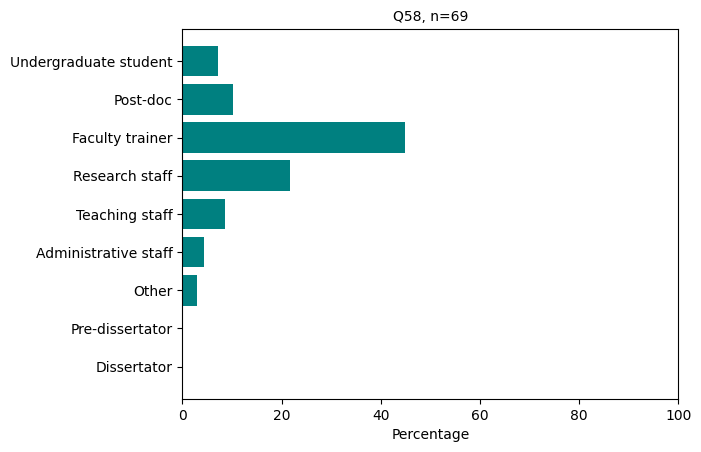 Q58, n=69
Undergraduate student
Post-doc
Faculty trainer
Research staff
Teaching staff
Administrative staff
Other
Pre-dissertator
Dissertator
0 20 40 60 80 100
Percentage